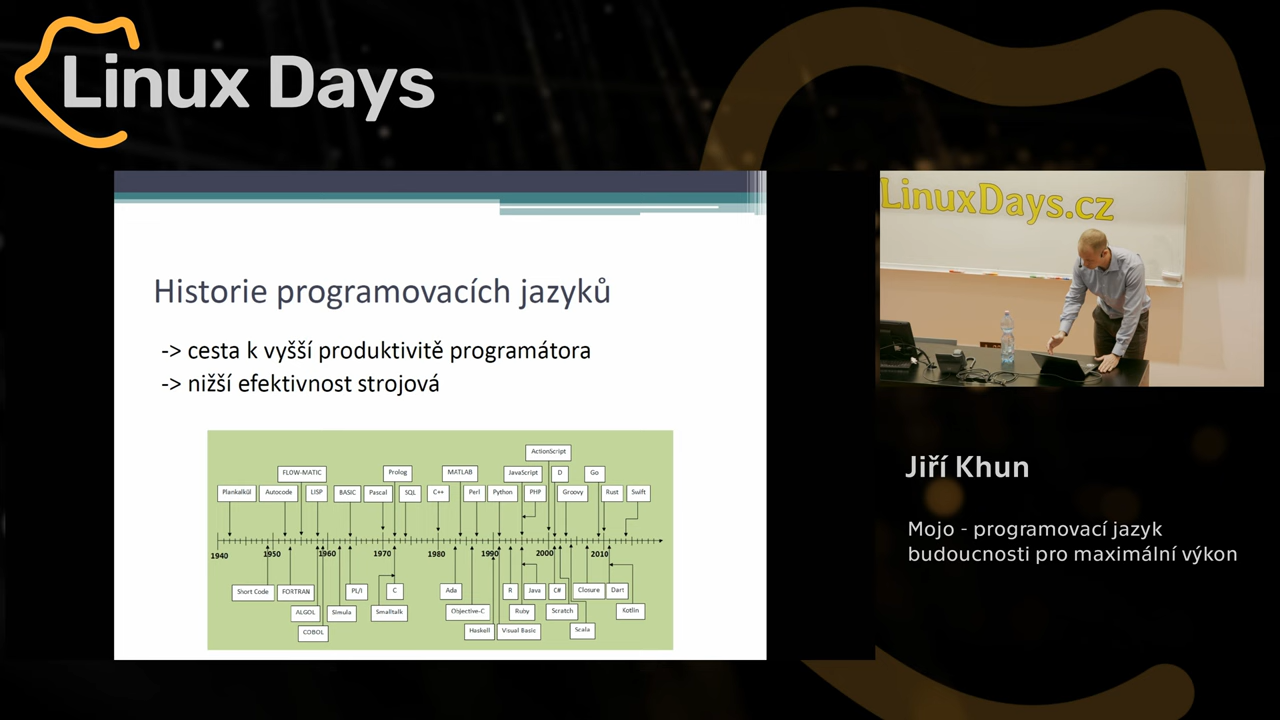 Linux Days
LinuxDays.cz
Historie programovacích jazyků
-> cesta k vyšší produktivitě programátora
-> nižší efektivnost strojová
ActionScript
FLOW-MATIC Prolog MATLAB JavaScript D Go
Plankalkül Autocode LISP BASIC Pascal SQL C++ Perl Python PHP Groovy Rust Swift
1940 1950 1960 1970 1980 1990 2000 2010
Short Code FORTRAN PL/I C Ada R Java C# Closure Dart
ALGOL Simula Smalltalk Objective-C Ruby Scratch Kotlin
COBOL Haskell Visual Basic Scala
Jiří Khun
Mojo - programovací jazyk
budoucnosti pro maximální výkon